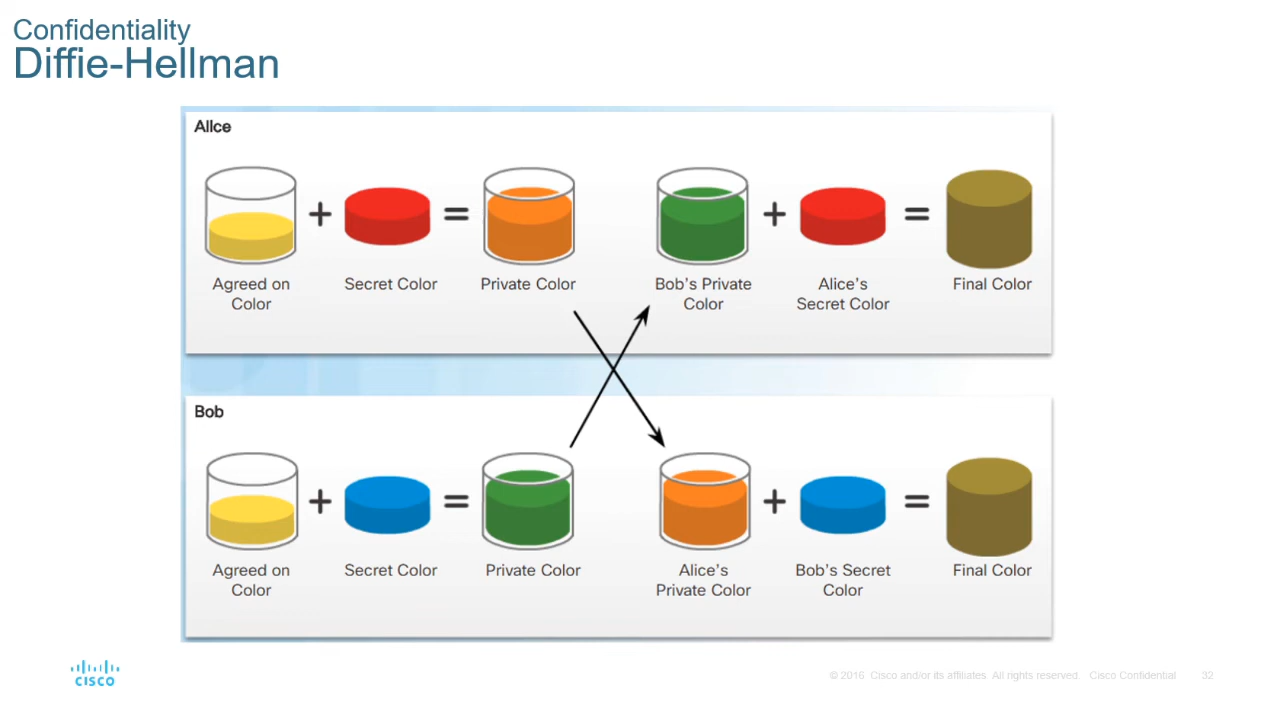 Confidentiality
Diffie-Hellman
Alice
+ = + =
Agreed on
Color
Secret Color
Private Color
Bob's Private
Color
Alice's
Secret Color
Final Color
Bob
+ = + =
Agreed on
Color
Secret Color
Private Color
Alice's
Private Color
Bob's Secret
Color
Final Color
CISCO
© 2016 Cisco and/or its affiliates. All rights reserved. Cisco Confidential 32